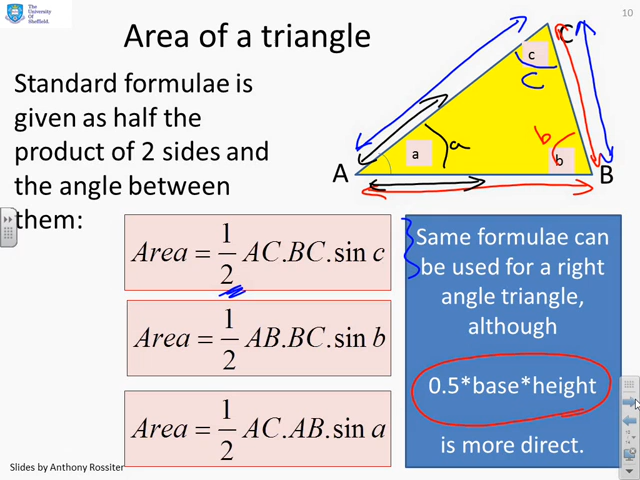 The
University
Of
Sheffield.
10
Area of a triangle
Standard formulae is
given as half the
product of 2 sides and
the angle between
them:
C
c
C
a
a
b
b
A
B
Area = 1/2 AC.BC.sin c
Area = 1/2 AB.BC.sin b
Area = 1/2 AC.AB.sin a
Same formulae can
be used for a right
angle triangle,
although
0.5*base*height
is more direct.
Slides by Anthony Rossiter